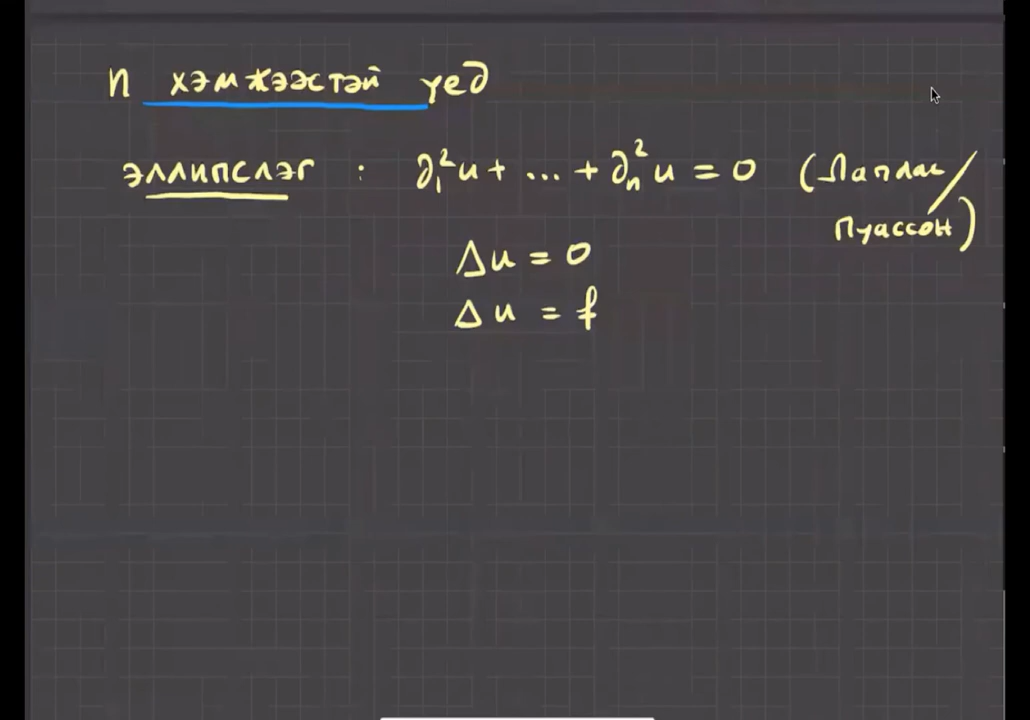 n хэмжээстэй үед
эллипслэг : ∂₁²u + ... + ∂ₙ²u = 0 (Лаплас/
Пуассон)
Δu = 0
Δu = f